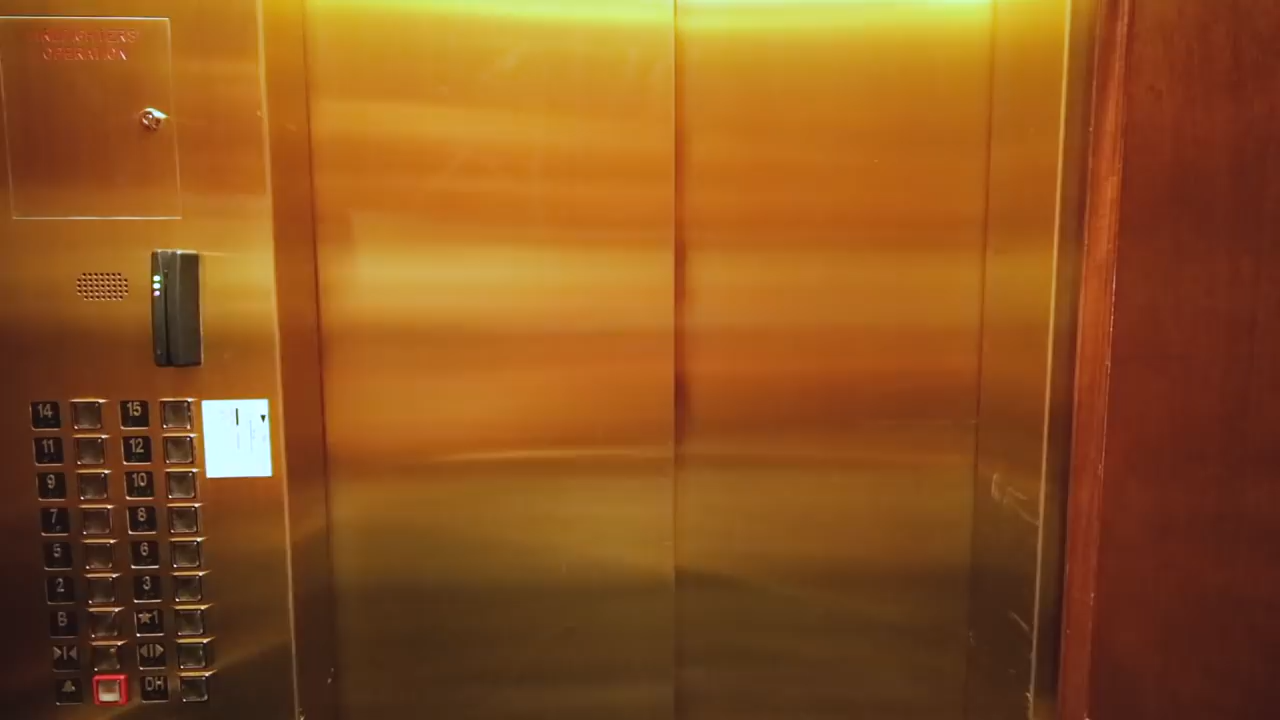 FIREFIGHTERS'
OPERATION
14 15
11 12
9 10
7 8
5 6
2 3
B ★1
DH